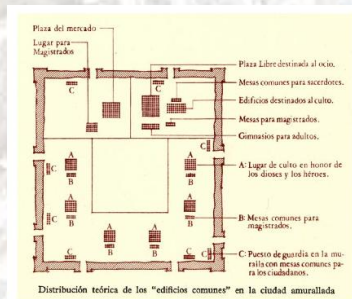 Plaza del mercado
Lugar para
Magistrados
Plaza Libre destinada al ocio.
Mesas comunes para sacerdotes.
Edificios destinados al culto.
Mesas para magistrados.
Gimnasios para adultos.
A: Lugar de culto en honor de
los dioses y los héroes.
B: Mesas comunes para
magistrados.
C: Puesto de guardia en la mu-
ralla con mesas comunes pa-
ra los ciudadanos.
C
C
C
A
B
A
B
C
C
C
A
B
A
B
A
B
A
B
C
C
C
C
Distribución teórica de los "edificios comunes" en la ciudad amurallada